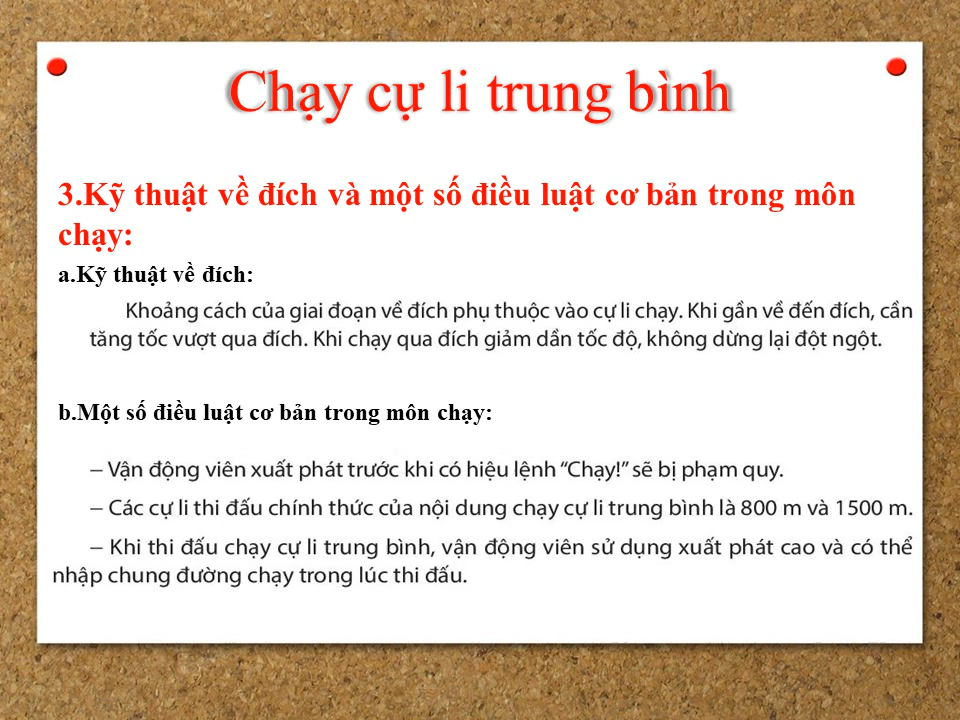 Chạy cự li trung bình
3.Kỹ thuật về đích và một số điều luật cơ bản trong môn
chạy:
a.Kỹ thuật về đích:
Khoảng cách của giai đoạn về đích phụ thuộc vào cự li chạy. Khi gần về đến đích, cần
tăng tốc vượt qua đích. Khi chạy qua đích giảm dần tốc độ, không dừng lại đột ngột.
b.Một số điều luật cơ bản trong môn chạy:
– Vận động viên xuất phát trước khi có hiệu lệnh “Chạy!” sẽ bị phạm quy.
– Các cự li thi đấu chính thức của nội dung chạy cự li trung bình là 800 m và 1500 m.
– Khi thi đấu chạy cự li trung bình, vận động viên sử dụng xuất phát cao và có thể
nhập chung đường chạy trong lúc thi đấu.